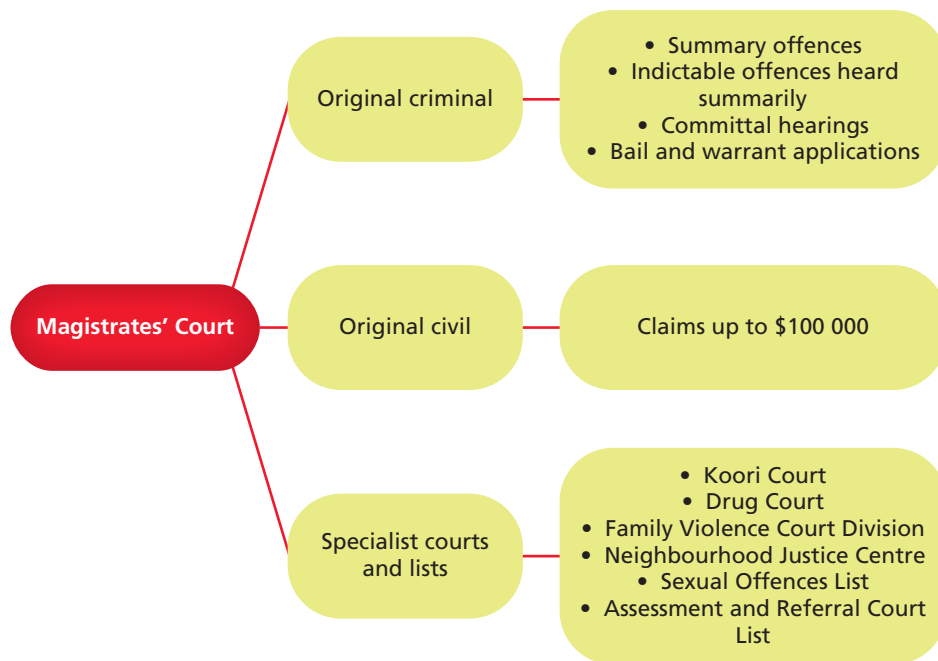 Magistrates’ Court
Original criminal
• Summary offences
• Indictable offences heard
summarily
• Committal hearings
• Bail and warrant applications
Original civil
Claims up to $100 000
Specialist courts
and lists
• Koori Court
• Drug Court
• Family Violence Court Division
• Neighbourhood Justice Centre
• Sexual Offences List
• Assessment and Referral Court
List